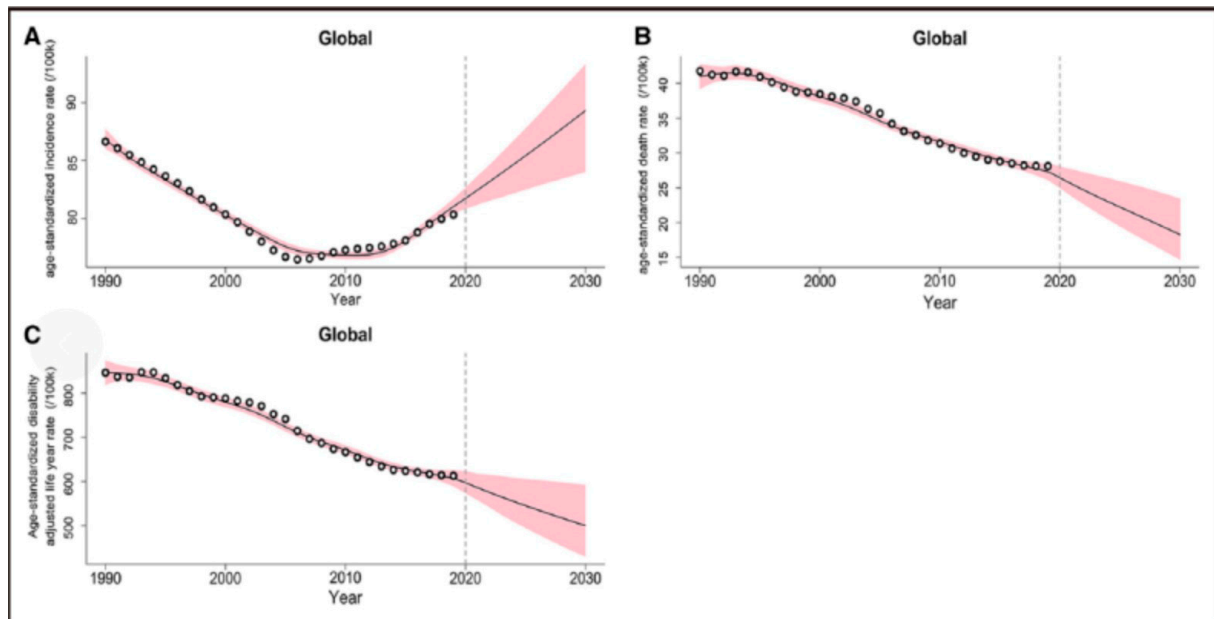 A
Global
age-standardized incidence rate (/100k)
90
85
80
1990
2000
2010
2020
2030
Year
B
Global
age-standardized death rate (/100k)
40
35
30
25
20
15
1990
2000
2010
2020
2030
Year
C
Global
Age-standardized disability
adjusted life year rate (/100k)
800
700
600
500
1990
2000
2010
2020
2030
Year